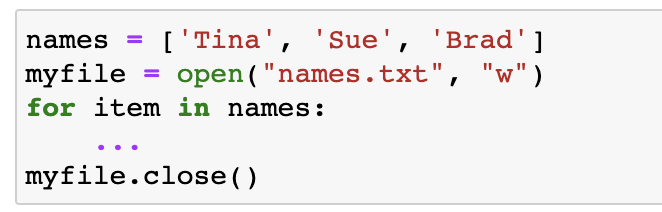 names = ['Tina', 'Sue', 'Brad']
myfile = open("names.txt", "w")
for item in names:
    ...
myfile.close()